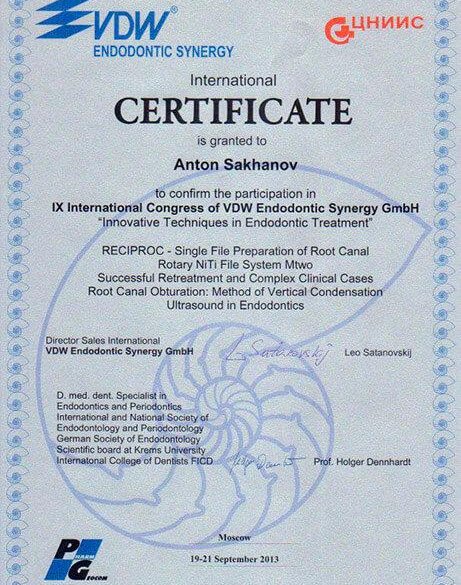 VDW®
ЦНИИС
ENDODONTIC SYNERGY
International
CERTIFICATE
is granted to
Anton Sakhanov
to confirm the participation in
IX International Congress of VDW Endodontic Synergy GmbH
“Innovative Techniques in Endodontic Treatment”
RECIPROC - Single File Preparation of Root Canal
Rotary NiTi File System Mtwo
Successful Retreatment and Complex Clinical Cases
Root Canal Obturation: Method of Vertical Condensation
Ultrasound in Endodontics
Director Sales International
VDW Endodontic Synergy GmbH
L Satanovskij
Leo Satanovskij
D. med. dent. Specialist in
Endodontics and Periodontics
International and National Society of
Endodontology and Periodontology
German Society of Endodontology
Scientific board at Krems University
International College of Dentists FICD
Prof. Holger Dennhardt
Moscow
19-21 September 2013
PHARM
GEOCOM